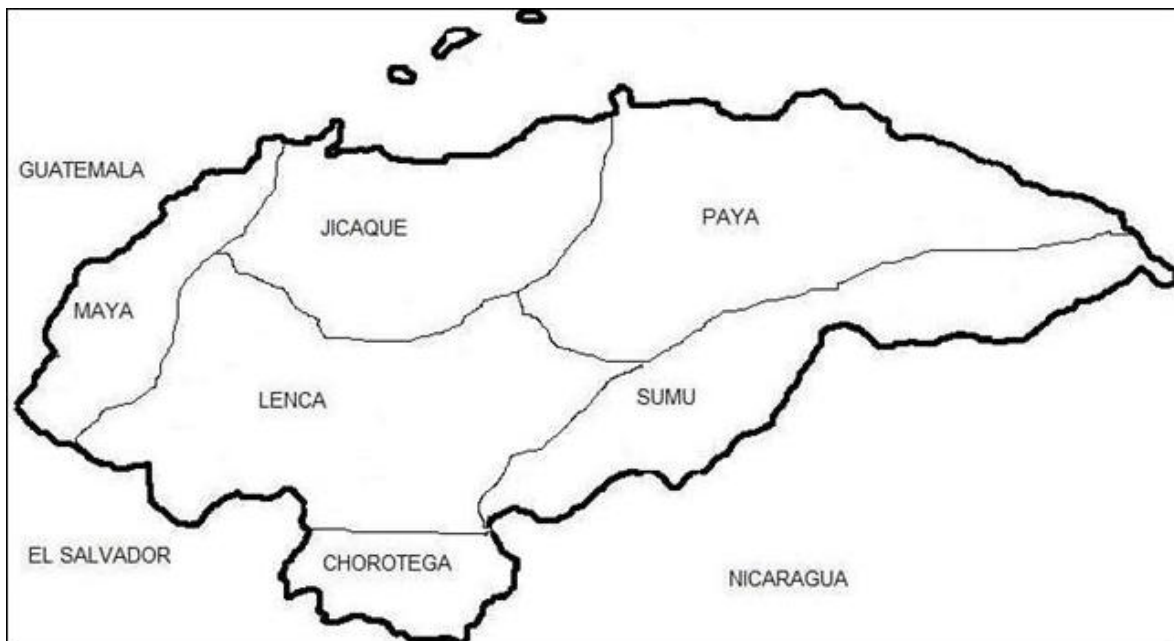 GUATEMALA
PAYA
JICAQUE
MAYA
LENCA
SUMU
EL SALVADOR
CHOROTEGA
NICARAGUA